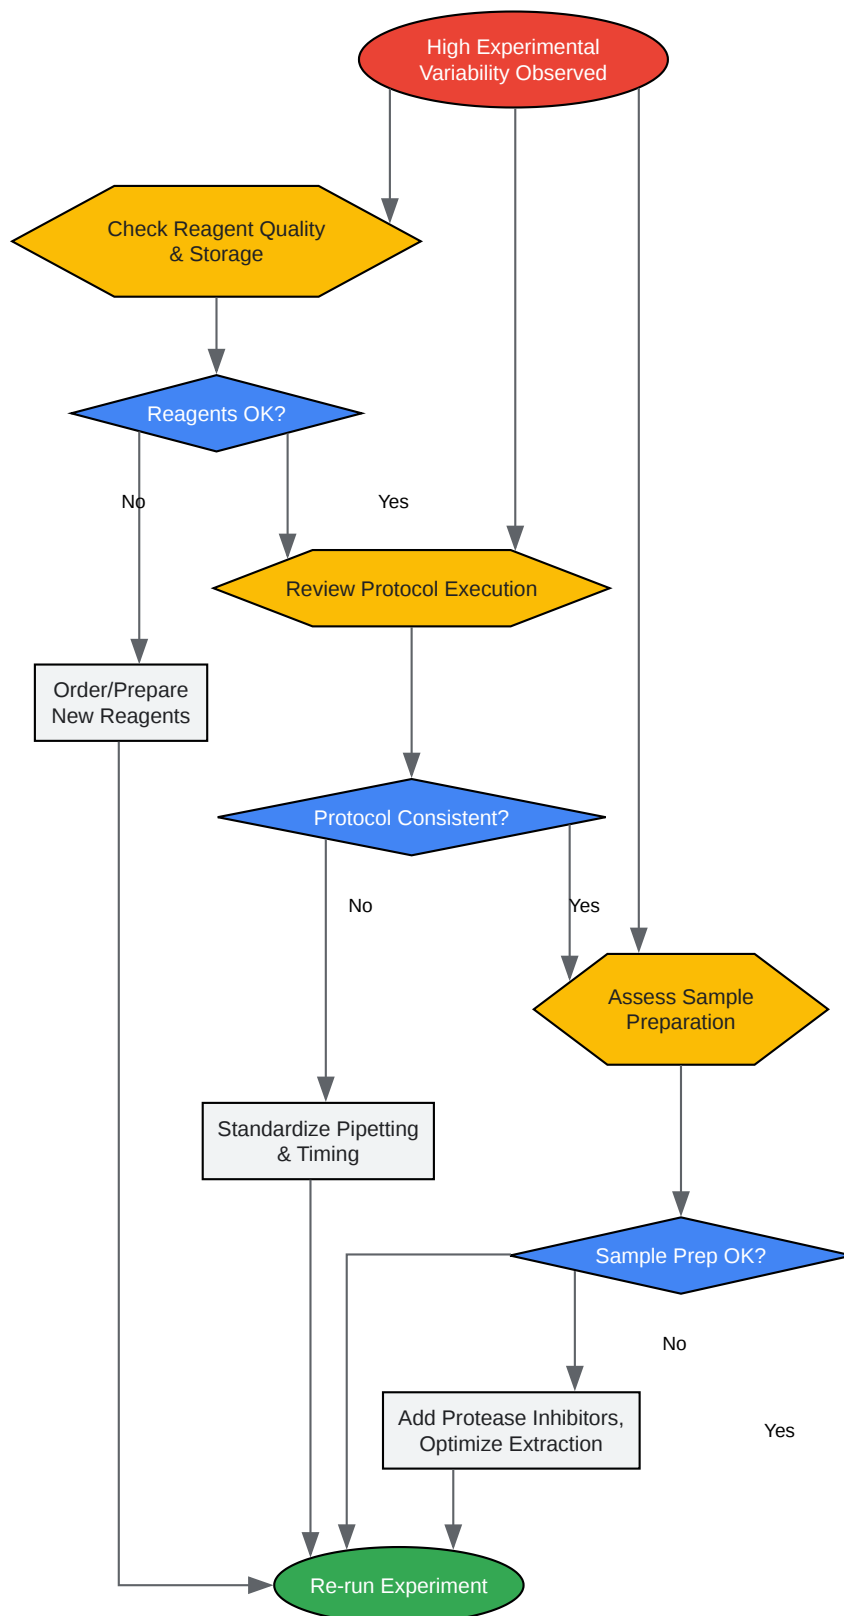 High Experimental
Variability Observed
Check Reagent Quality
& Storage
Reagents OK?
No
Yes
Review Protocol Execution
Order/Prepare
New Reagents
Protocol Consistent?
No
Yes
Assess Sample
Preparation
Standardize Pipetting
& Timing
Sample Prep OK?
No
Add Protease Inhibitors,
Optimize Extraction
Yes
Re-run Experiment